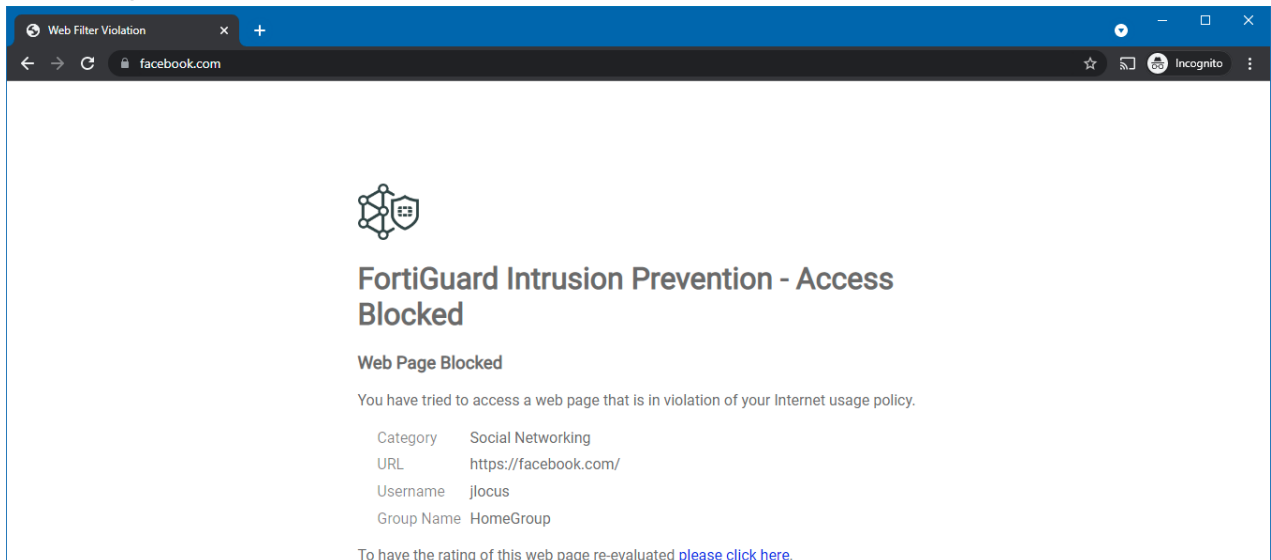 Web Filter Violation
facebook.com
Incognito
FortiGuard Intrusion Prevention - Access
Blocked
Web Page Blocked
You have tried to access a web page that is in violation of your Internet usage policy.
Category Social Networking
URL https://facebook.com/
Username jlocus
Group Name HomeGroup
To have the rating of this web page re-evaluated please click here.